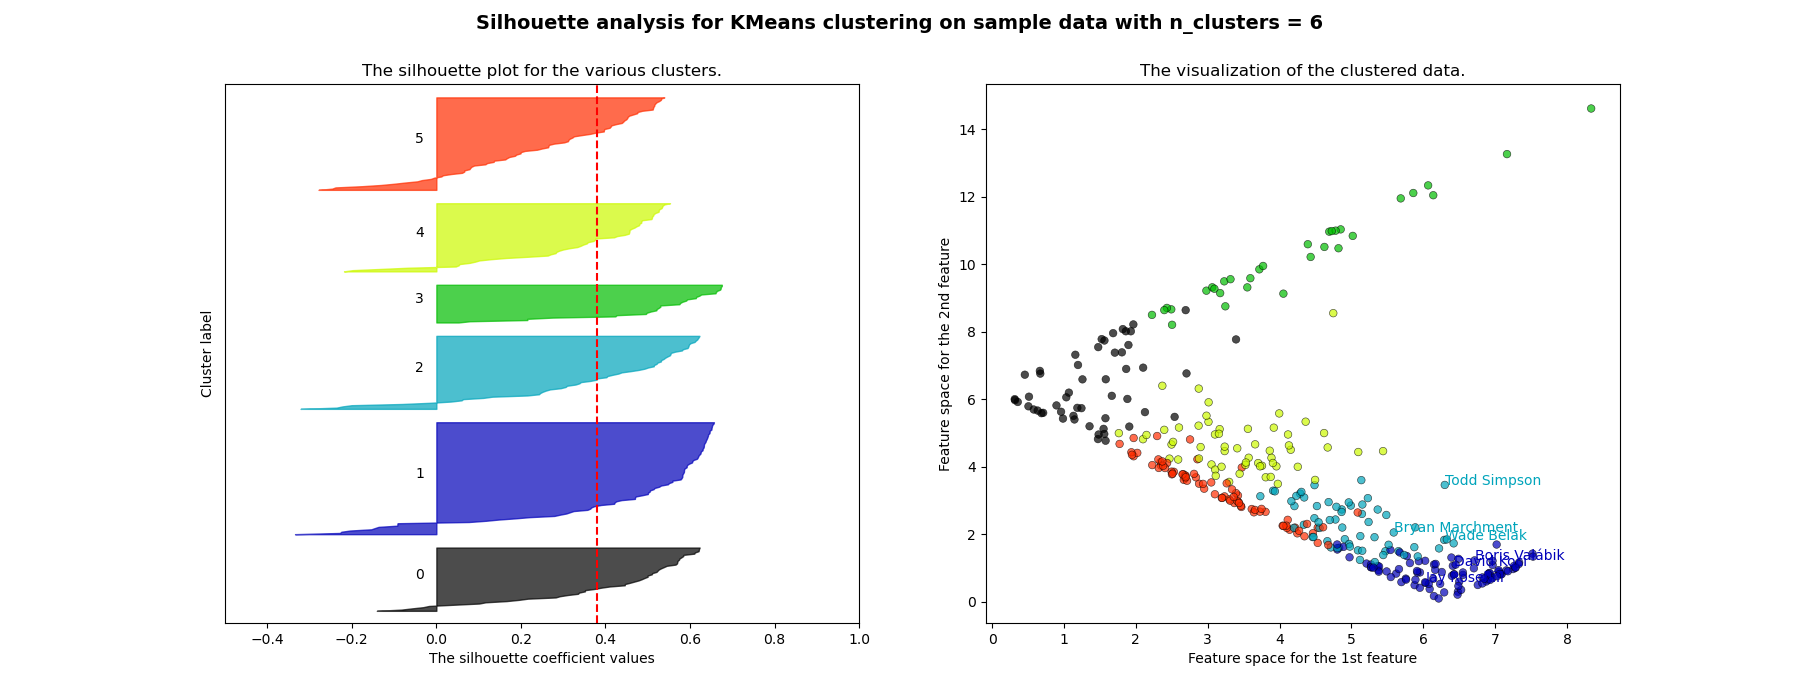 Silhouette analysis for KMeans clustering on sample data with n_clusters = 6
The silhouette plot for the various clusters.
Cluster label
5
4
3
2
1
0
−0.4 −0.2 0.0 0.2 0.4 0.6 0.8 1.0
The silhouette coefficient values
The visualization of the clustered data.
Feature space for the 2nd feature
14
12
10
8
6
4
2
0
Todd Simpson
Bryan Marchment
Wade Belak
Boris Valábik
David Koci
Jay Rosehill
0 1 2 3 4 5 6 7 8
Feature space for the 1st feature